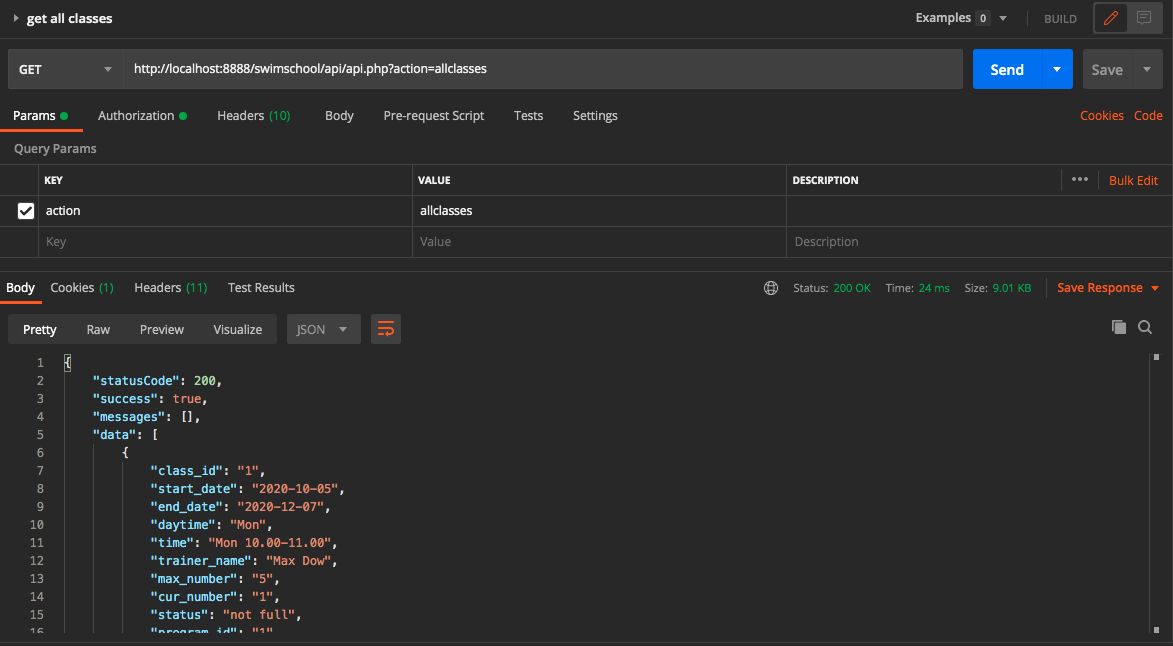 get all classes
Examples 0 BUILD
GET http://localhost:8888/swimschool/api/api.php?action=allclasses Send Save
Params Authorization Headers (10) Body Pre-request Script Tests Settings Cookies Code
Query Params
KEY VALUE DESCRIPTION ••• Bulk Edit
action allclasses
Key Value Description
Body Cookies (1) Headers (11) Test Results Status: 200 OK Time: 24 ms Size: 9.01 KB Save Response
Pretty Raw Preview Visualize JSON
1 {
2 "statusCode": 200,
3 "success": true,
4 "messages": [],
5 "data": [
6 {
7 "class_id": "1",
8 "start_date": "2020-10-05",
9 "end_date": "2020-12-07",
10 "daytime": "Mon",
11 "time": "Mon 10.00-11.00",
12 "trainer_name": "Max Dow",
13 "max_number": "5",
14 "cur_number": "1",
15 "status": "not full",
16 "program_id": "1"